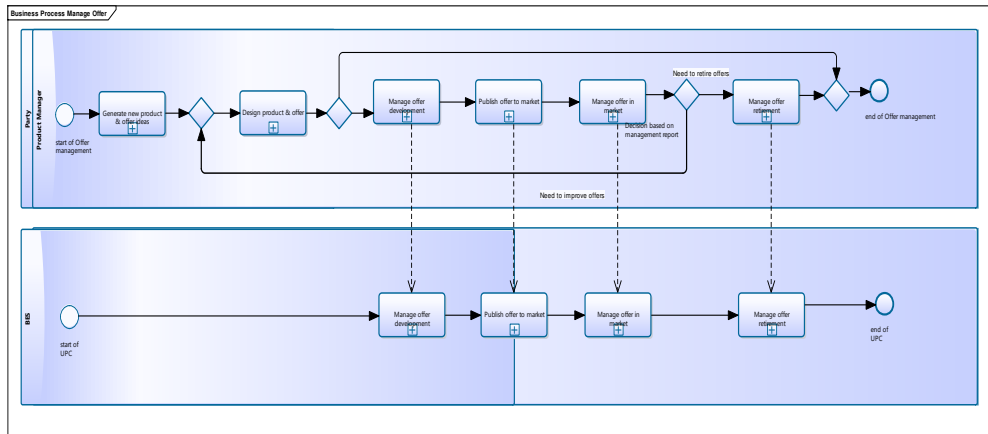 Business Process Manage Offer
Party
Product Manager
start of Offer
management
Generate new product
& offer ideas
Design product & offer
Manage offer
development
Publish offer to market
Manage offer in
market
Decision based on
management report
Need to retire offers
Manage offer
retirement
end of Offer management
Need to improve offers
BES
start of
UPC
Manage offer
development
Publish offer to market
Manage offer in
market
Manage offer
retirement
end of
UPC